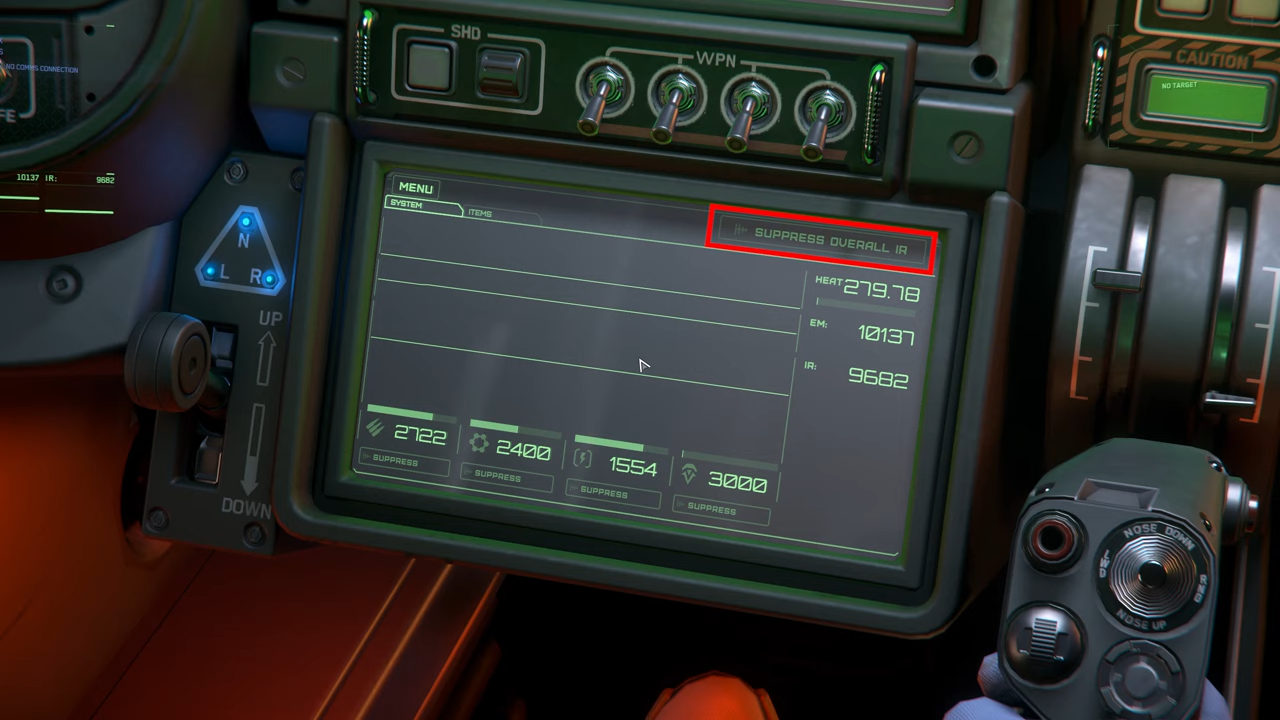 SHD
WPN
CAUTION
NO TARGET
NO COMMS CONNECTION
FE
10137 IR: 9682
MENU
SYSTEM
ITEMS
SUPPRESS OVERALL IR
HEAT 279.78
EM: 10137
IR: 9682
N
L R
UP
DOWN
2722
2400
1554
3000
SUPPRESS
SUPPRESS
SUPPRESS
SUPPRESS
NOSE DOWN
NOSE UP